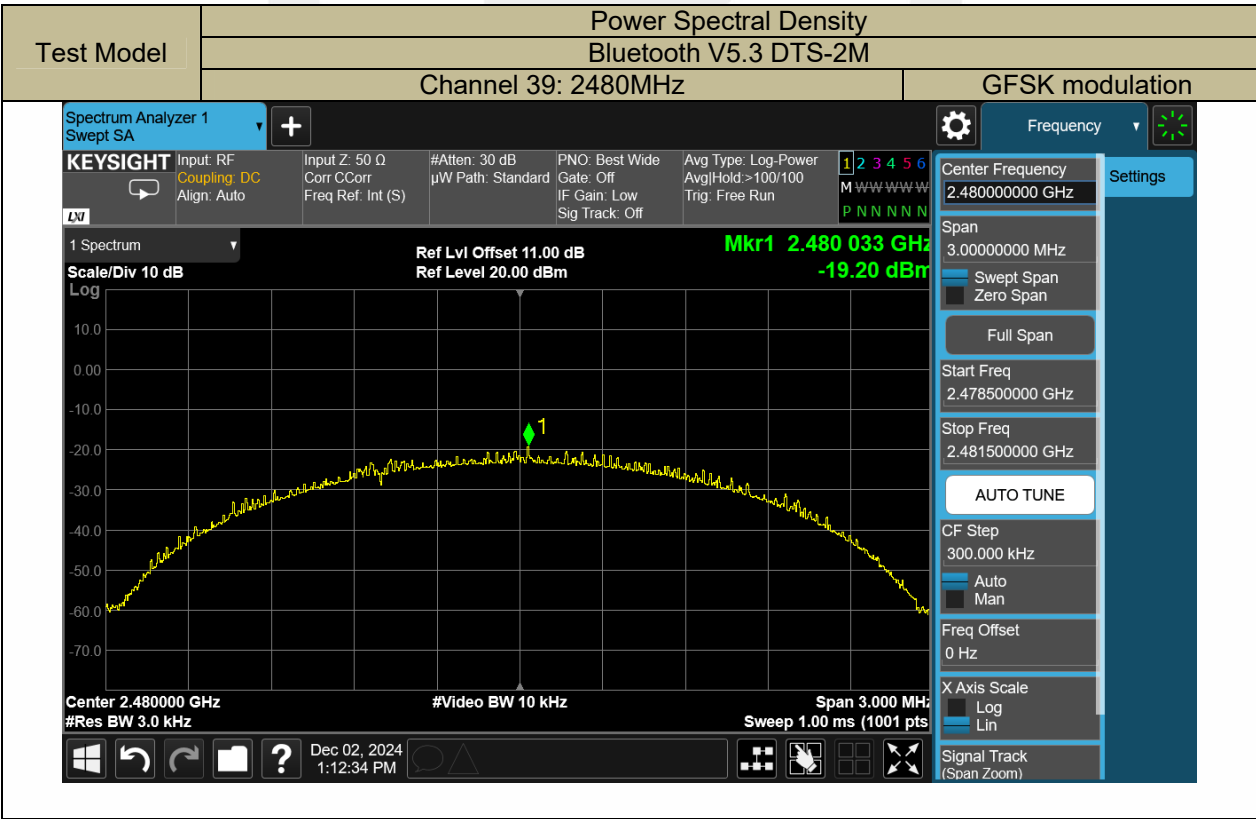 Test Model
Power Spectral Density
Bluetooth V5.3 DTS-2M
Channel 39: 2480MHz
GFSK modulation
Spectrum Analyzer 1
Swept SA
Frequency
KEYSIGHT
LXI
Input: RF
Coupling: DC
Align: Auto
Input Z: 50 Ω
Corr CCorr
Freq Ref: Int (S)
#Atten: 30 dB
µW Path: Standard
PNO: Best Wide
Gate: Off
IF Gain: Low
Sig Track: Off
Avg Type: Log-Power
Avg|Hold:>100/100
Trig: Free Run
1 2 3 4 5 6
M W W W W W
P N N N N N
1 Spectrum
Scale/Div 10 dB
Log
Ref Lvl Offset 11.00 dB
Ref Level 20.00 dBm
Mkr1 2.480 033 GHz
-19.20 dBm
10.0
0.00
-10.0
-20.0
-30.0
-40.0
-50.0
-60.0
-70.0
1
Center 2.480000 GHz
#Res BW 3.0 kHz
#Video BW 10 kHz
Span 3.000 MHz
Sweep 1.00 ms (1001 pts
?
Dec 02, 2024
1:12:34 PM
Center Frequency
2.480000000 GHz
Settings
Span
3.00000000 MHz
Swept Span
Zero Span
Full Span
Start Freq
2.478500000 GHz
Stop Freq
2.481500000 GHz
AUTO TUNE
CF Step
300.000 kHz
Auto
Man
Freq Offset
0 Hz
X Axis Scale
Log
Lin
Signal Track
(Span Zoom)